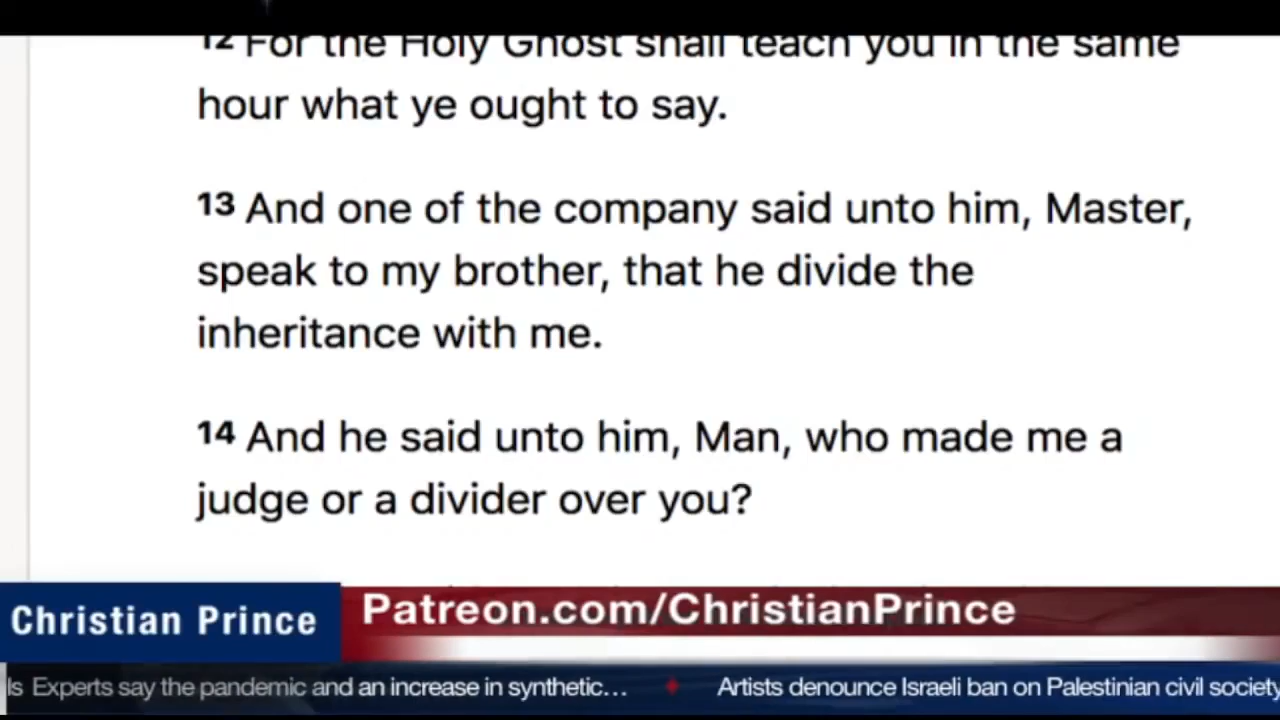 12 For the Holy Ghost shall teach you in the same
hour what ye ought to say.
13 And one of the company said unto him, Master,
speak to my brother, that he divide the
inheritance with me.
14 And he said unto him, Man, who made me a
judge or a divider over you?
Christian Prince
Patreon.com/ChristianPrince
ls Experts say the pandemic and an increase in synthetic... ♦ Artists denounce Israeli ban on Palestinian civil society